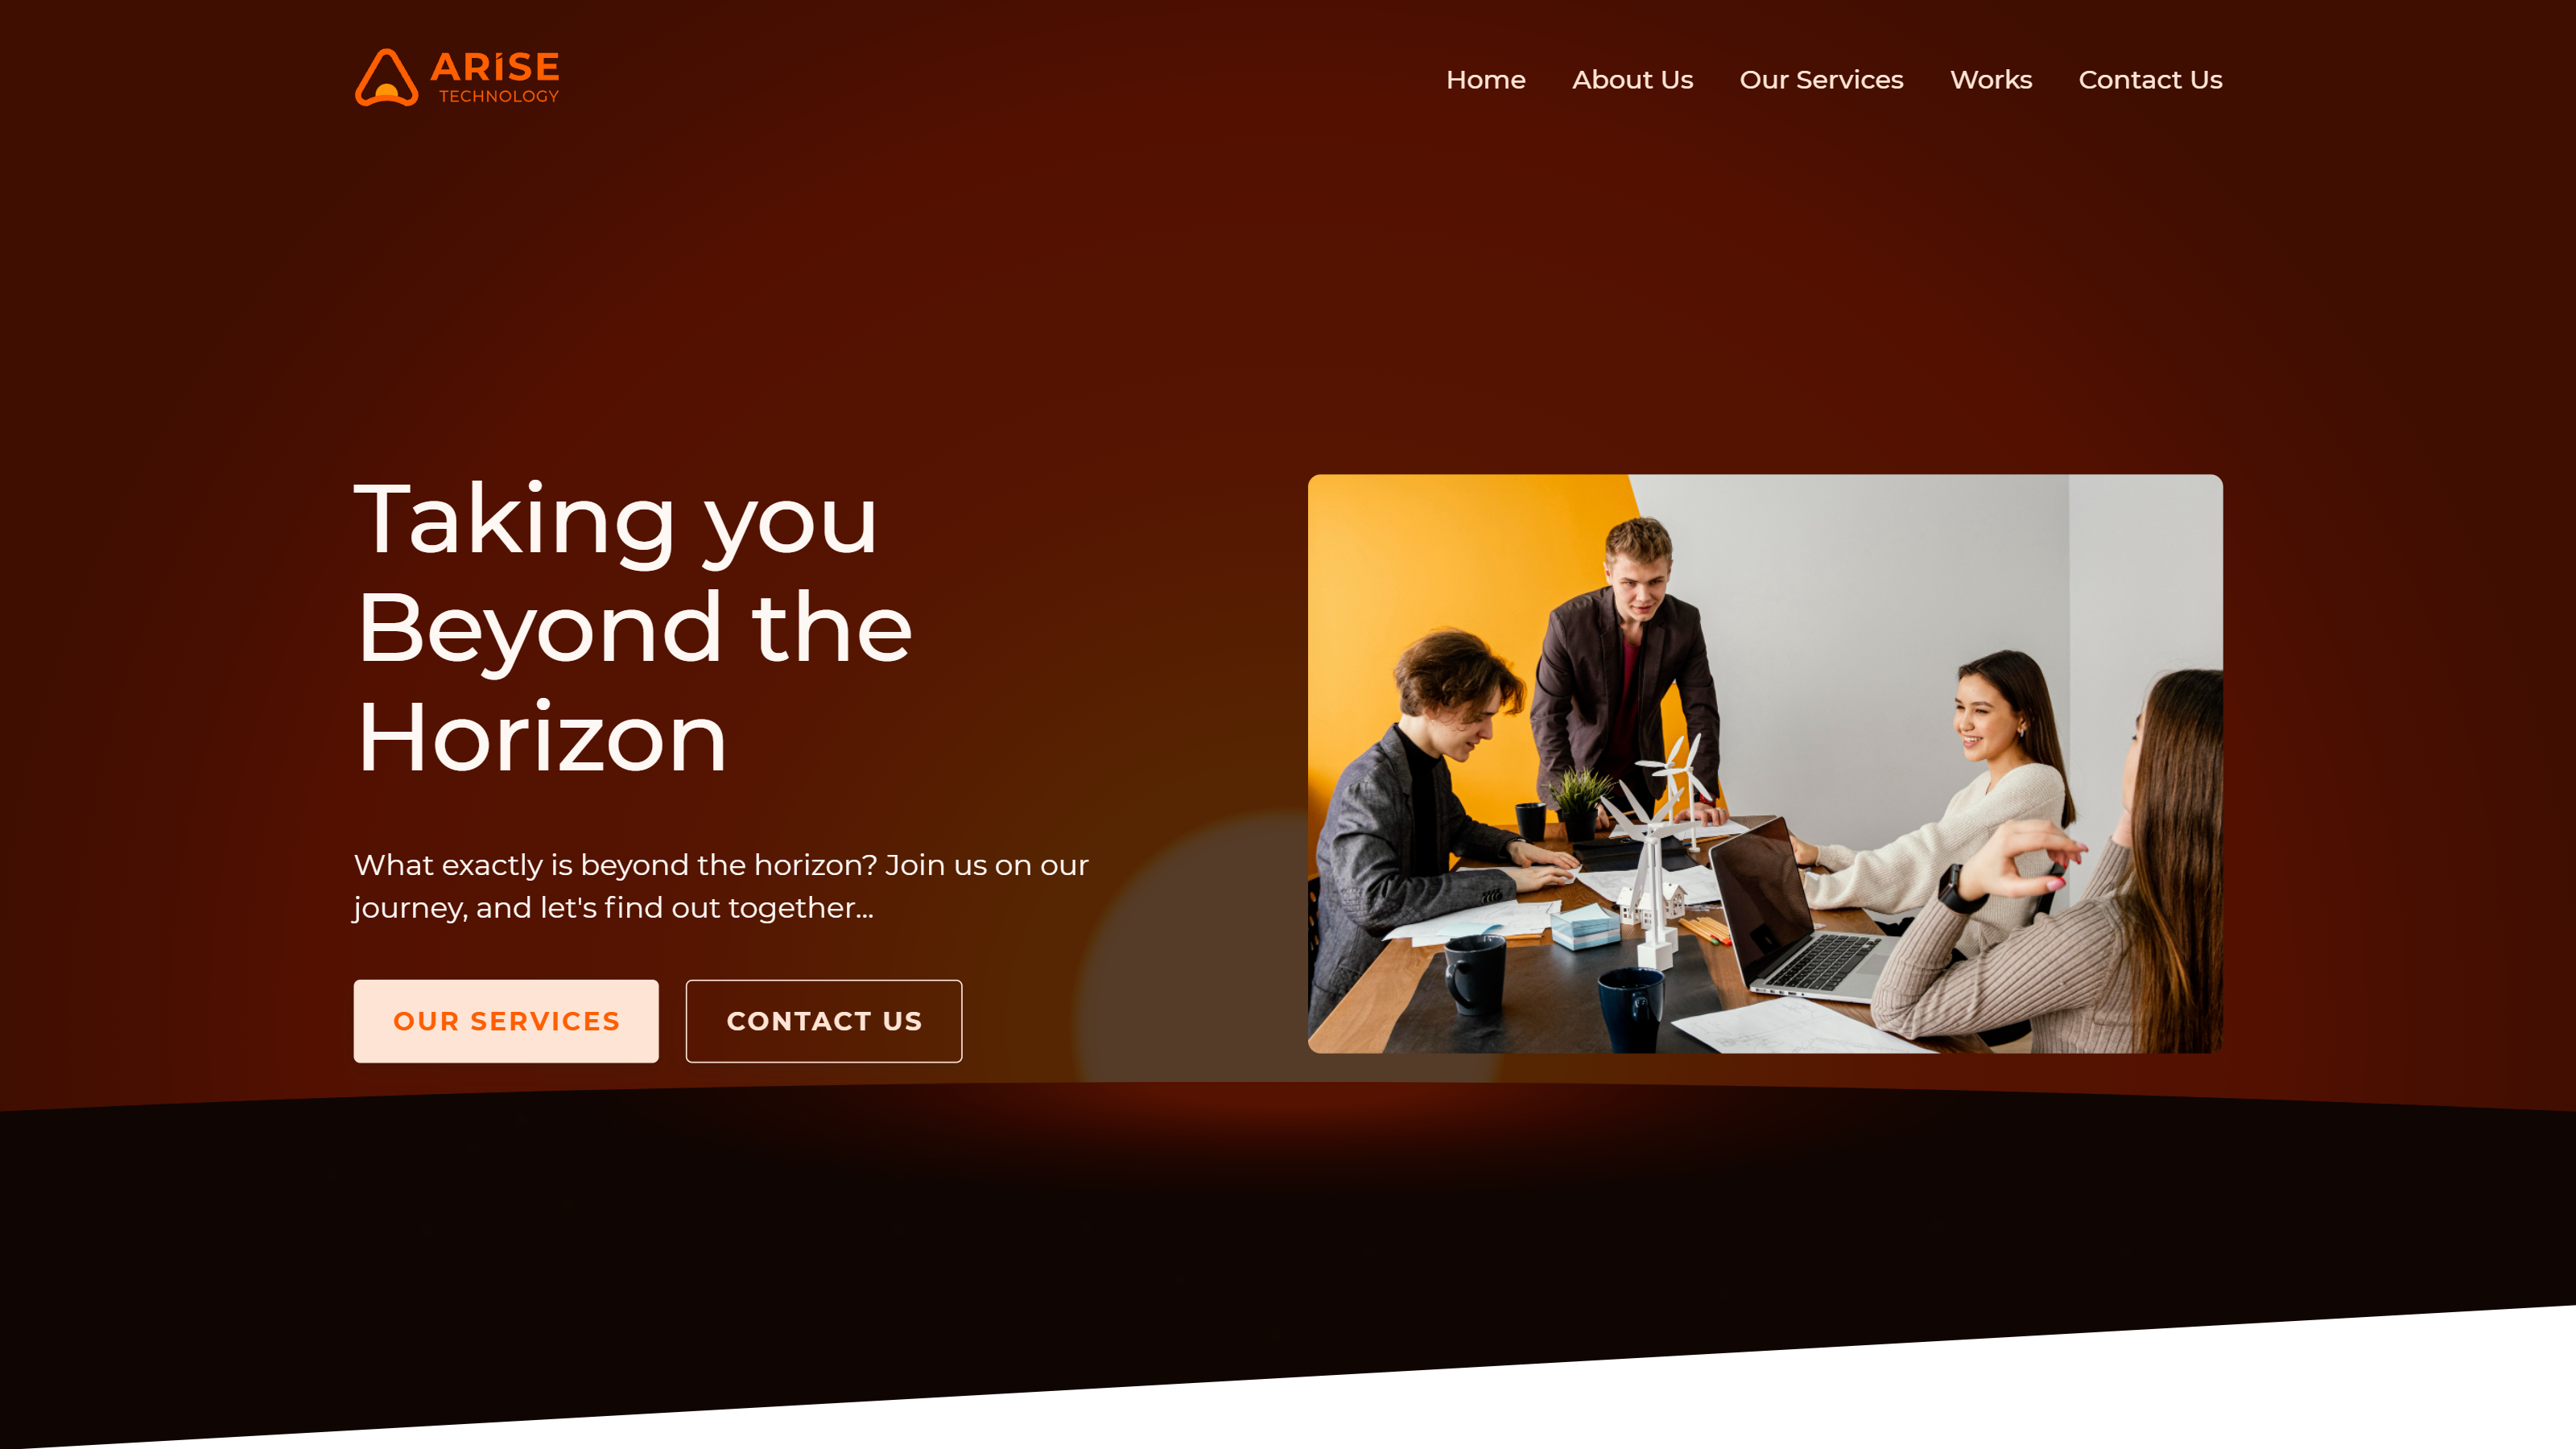 ARiSE
TECHNOLOGY
Home About Us Our Services Works Contact Us
Taking you
Beyond the
Horizon
What exactly is beyond the horizon? Join us on our
journey, and let's find out together...
OUR SERVICES CONTACT US